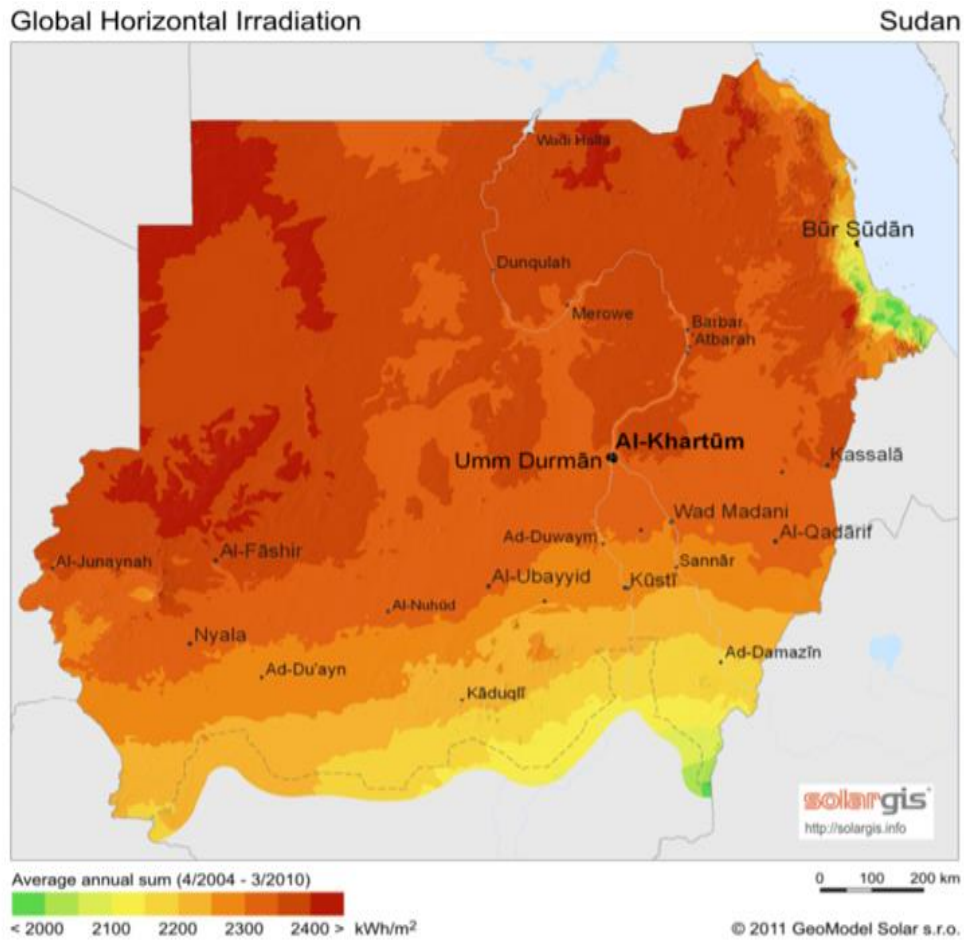 Global Horizontal Irradiation
Sudan
Wadi Halfa
Būr Sūdān
Dunqulah
Merowe
Barbar
'Atbarah
Al-Khartūm
Umm Durmān
Kassalā
Wad Madani
Ad-Duwaym
Al-Qadārif
Al-Junaynah
Al-Fāshir
Sannār
Al-Ubayyid
Kūstī
Al-Nuhūd
Nyala
Ad-Damazīn
Ad-Du'ayn
Kāduqlī
solargis
http://solargis.info
Average annual sum (4/2004 - 3/2010)
0 100 200 km
< 2000 2100 2200 2300 2400 > kWh/m²
© 2011 GeoModel Solar s.r.o.